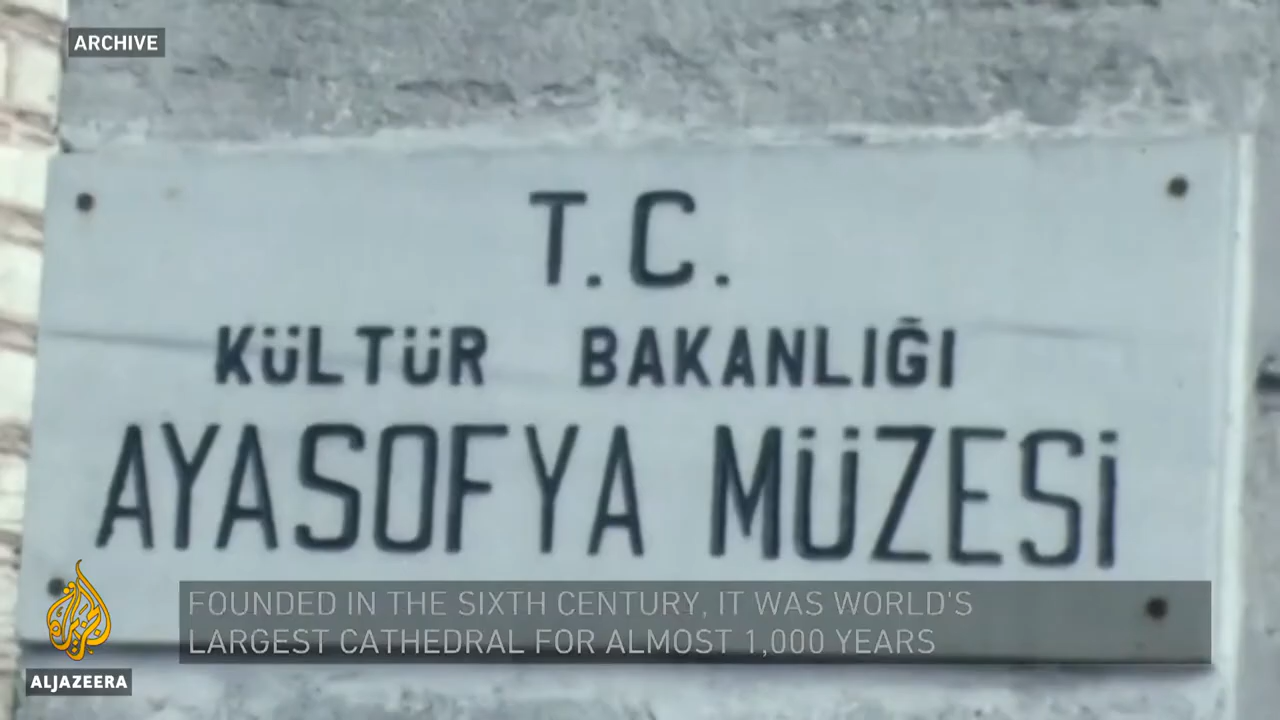 ARCHIVE
T.C.
KÜLTÜR BAKANLIĞI
AYASOFYA MÜZESİ
FOUNDED IN THE SIXTH CENTURY, IT WAS WORLD'S
LARGEST CATHEDRAL FOR ALMOST 1,000 YEARS
ALJAZEERA